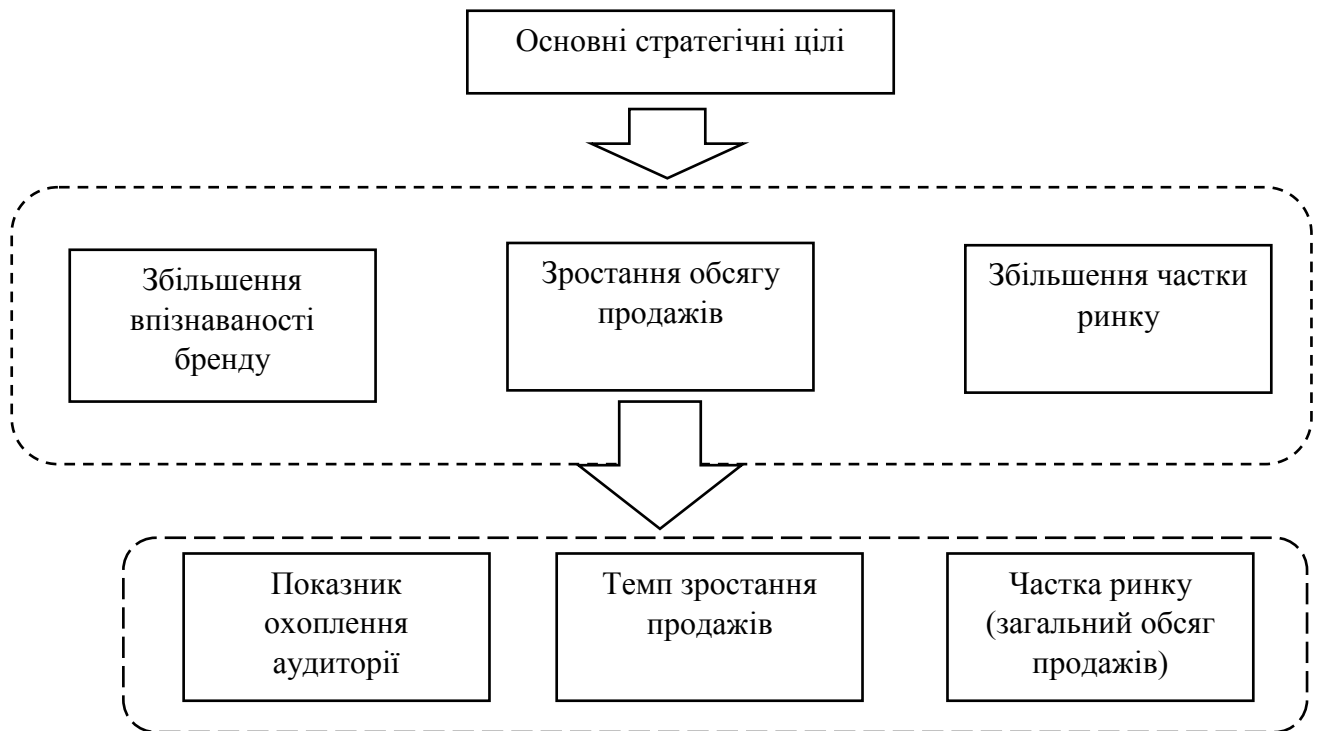 Основні стратегічні цілі
Збільшення
впізнаваності
бренду
Зростання обсягу
продажів
Збільшення частки
ринку
Показник
охоплення
аудиторії
Темп зростання
продажів
Частка ринку
(загальний обсяг
продажів)